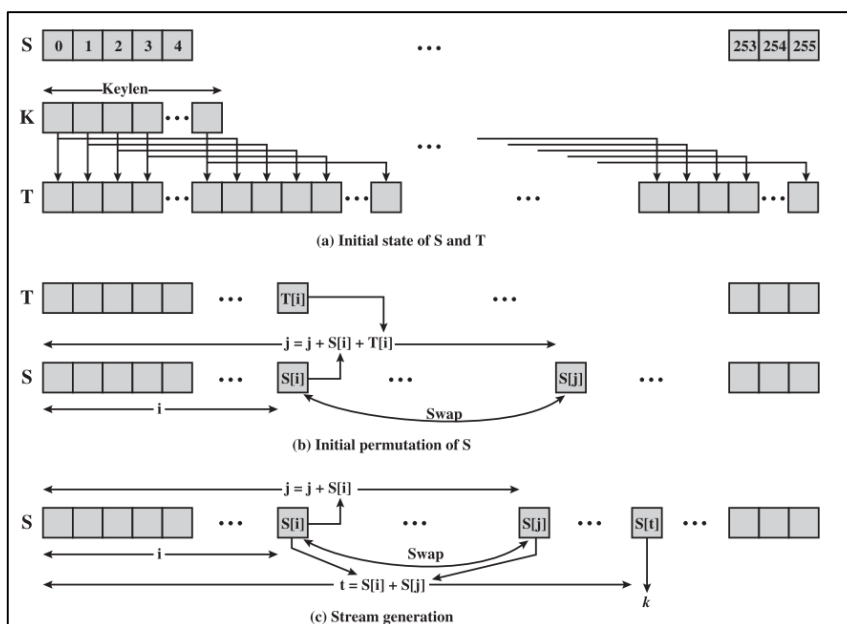 S 0 1 2 3 4 ... 253 254 255
Keylen
K ... ...
T ... ... ... ...
(a) Initial state of S and T
T ... T[i] ...
j = j + S[i] + T[i]
S ... S[i] ... S[j] ...
i
Swap
(b) Initial permutation of S
j = j + S[i]
S ... S[i] ... S[j] ... S[t] ...
i
Swap
t = S[i] + S[j]
k
(c) Stream generation